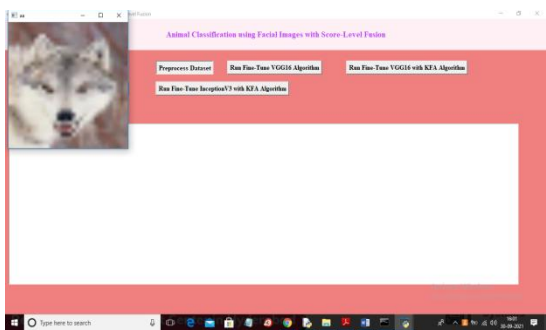 Animal Classification using Facial Images with Score-Level Fusion
Preprocess Dataset
Run Fine-Tune VGG16 Algorithm
Run Fine-Tune VGG16 with KFA Algorithm
Run Fine-Tune InceptionV3 with KFA Algorithm
Type here to search